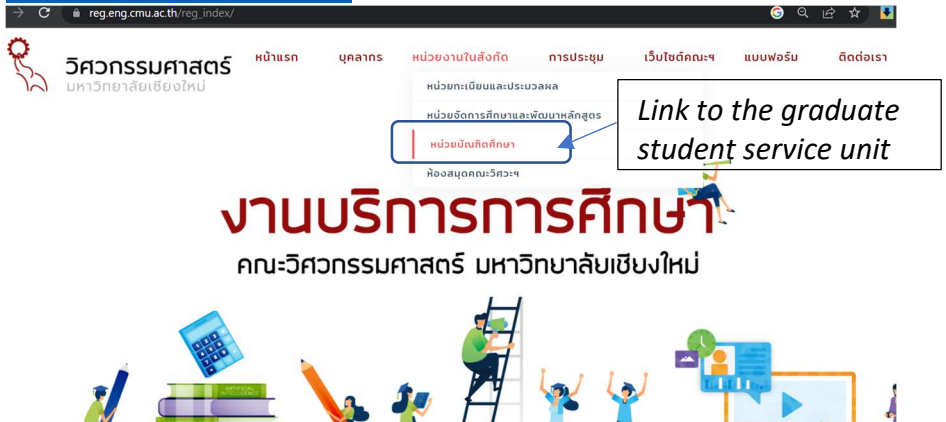 reg.eng.cmu.ac.th/reg_index/
วิศวกรรมศาสตร์
มหาวิทยาลัยเชียงใหม่
หน้าแรก บุคลากร หน่วยงานในสังกัด การประชุม เว็บไซต์คณะฯ แบบฟอร์ม ติดต่อเรา
หน่วยทะเบียนและประมวลผล
หน่วยจัดการศึกษาและพัฒนาหลักสูตร
หน่วยบัณฑิตศึกษา
ห้องสมุดคณะวิศวะฯ
Link to the graduate
student service unit
งานบริการการศึกษา
คณะวิศวกรรมศาสตร์ มหาวิทยาลัยเชียงใหม่
ARTIFICIAL
INTELLIGENCE